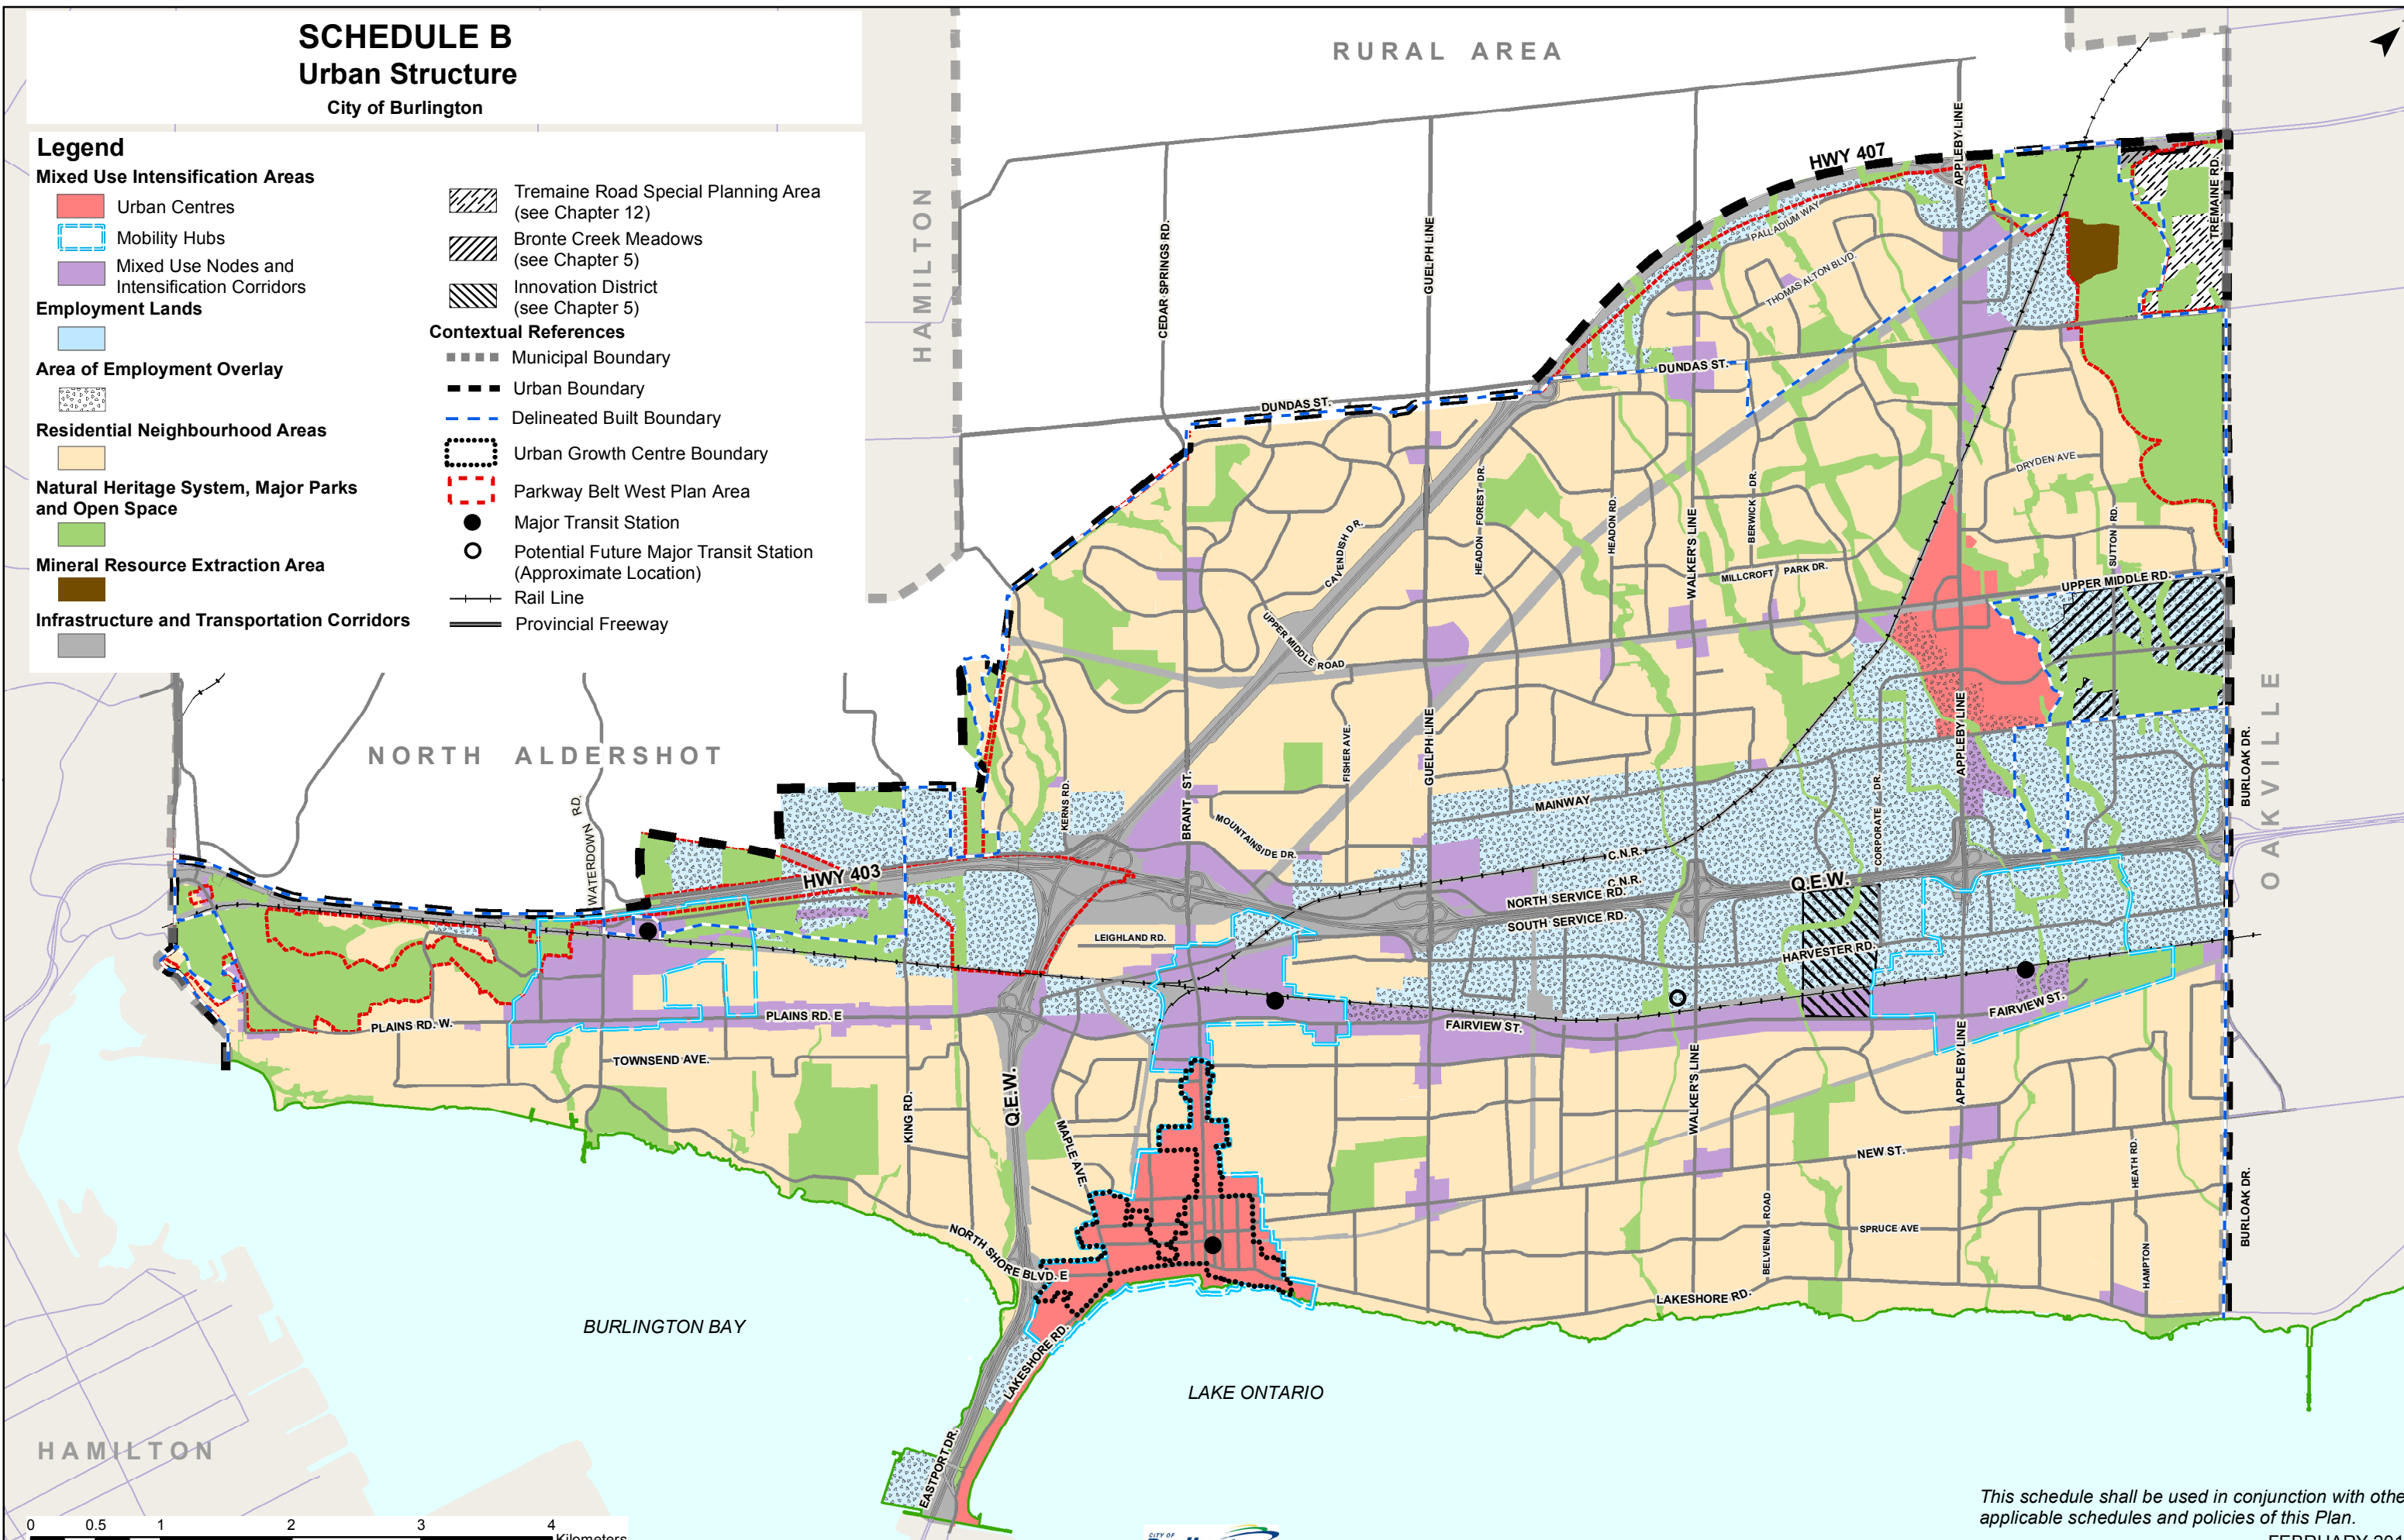 SCHEDULE B
Urban Structure
City of Burlington
Legend
Mixed Use Intensification Areas
Urban Centres
Mobility Hubs
Mixed Use Nodes and
Intensification Corridors
Employment Lands
Area of Employment Overlay
Residential Neighbourhood Areas
Natural Heritage System, Major Parks
and Open Space
Mineral Resource Extraction Area
Infrastructure and Transportation Corridors
Tremaine Road Special Planning Area
(see Chapter 12)
Bronte Creek Meadows
(see Chapter 5)
Innovation District
(see Chapter 5)
Contextual References
Municipal Boundary
Urban Boundary
Delineated Built Boundary
Urban Growth Centre Boundary
Parkway Belt West Plan Area
Major Transit Station
Potential Future Major Transit Station
(Approximate Location)
Rail Line
Provincial Freeway
RURAL AREA
HAMILTON
NORTH ALDERSHOT
OAKVILLE
HAMILTON
BURLINGTON BAY
LAKE ONTARIO
HWY 407
APPLEBY LINE
TREMAINE RD.
PALLADIUM WAY
THOMAS ALTON BLVD.
CEDAR SPRINGS RD.
GUELPH LINE
DUNDAS ST.
DUNDAS ST.
DRYDEN AVE
SUTTON RD.
UPPER MIDDLE RD.
CAVENDISH DR.
HEADON FOREST DR.
HEADON RD.
WALKER'S LINE
BERWICK DR.
MILLCROFT PARK DR.
UPPER MIDDLE ROAD
GUELPH LINE
FISHER AVE.
BRANT ST.
KERNS RD.
MOUNTAINSIDE DR.
MAINWAY
CORPORATE DR.
APPLEBY LINE
BURLOAK DR.
C.N.R.
C.N.R.
NORTH SERVICE RD.
SOUTH SERVICE RD.
Q.E.W.
HARVESTER RD.
WATERDOWN RD.
HWY 403
LEIGHLAND RD.
PLAINS RD. W.
PLAINS RD. E
FAIRVIEW ST.
FAIRVIEW ST.
TOWNSEND AVE.
KING RD.
Q.E.W.
MAPLE AVE.
WALKER'S LINE
APPLEBY LINE
NEW ST.
HEATH RD.
BURLOAK DR.
BELVENIA ROAD
SPRUCE AVE
HAMPTON
NORTH SHORE BLVD. E
LAKESHORE RD.
LAKESHORE RD.
EASTPORT DR.
0 0.5 1 2 3 4
Kilometers
CITY OF
This schedule shall be used in conjunction with othe
applicable schedules and policies of this Plan.
FEBRUARY 201